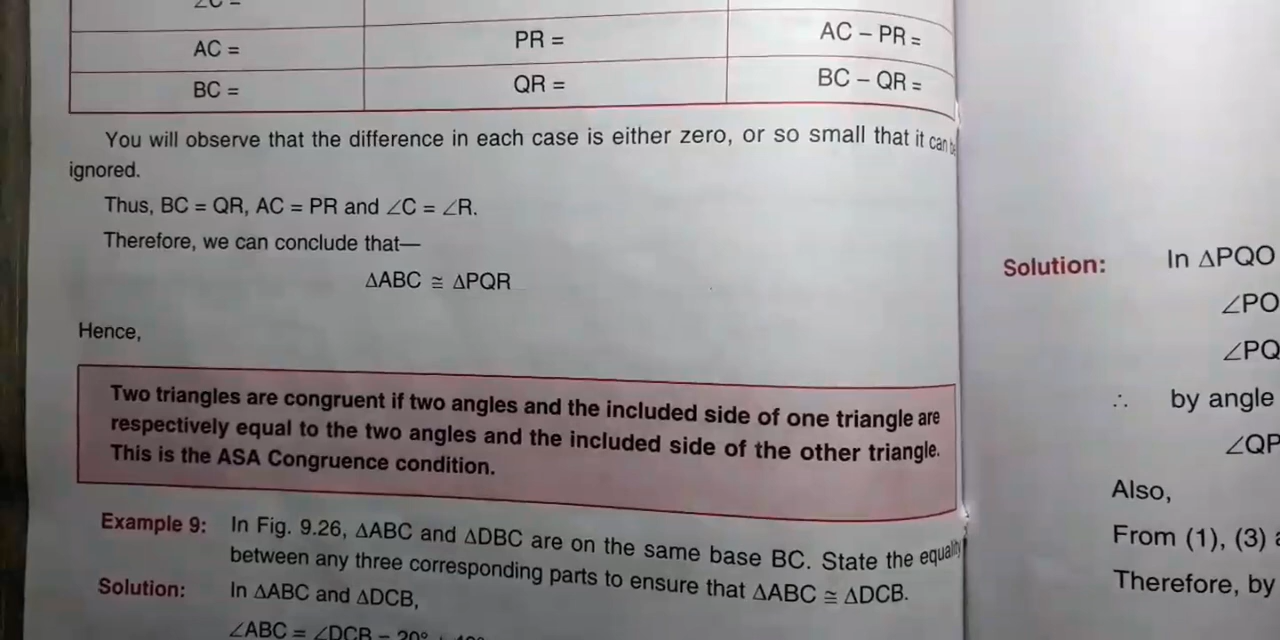 ∠C =
AC = PR = AC – PR =
BC = QR = BC – QR =
You will observe that the difference in each case is either zero, or so small that it can be
ignored.
Thus, BC = QR, AC = PR and ∠C = ∠R.
Therefore, we can conclude that—
ΔABC ≅ ΔPQR
Hence,
Two triangles are congruent if two angles and the included side of one triangle are
respectively equal to the two angles and the included side of the other triangle.
This is the ASA Congruence condition.
Example 9: In Fig. 9.26, ΔABC and ΔDBC are on the same base BC. State the equality
between any three corresponding parts to ensure that ΔABC ≅ ΔDCB.
Solution: In ΔABC and ΔDCB,
∠ABC = ∠DCB
Solution: In ΔPQO
∠PO
∠PQ
∴ by angle
∠QP
Also,
From (1), (3)
Therefore, by